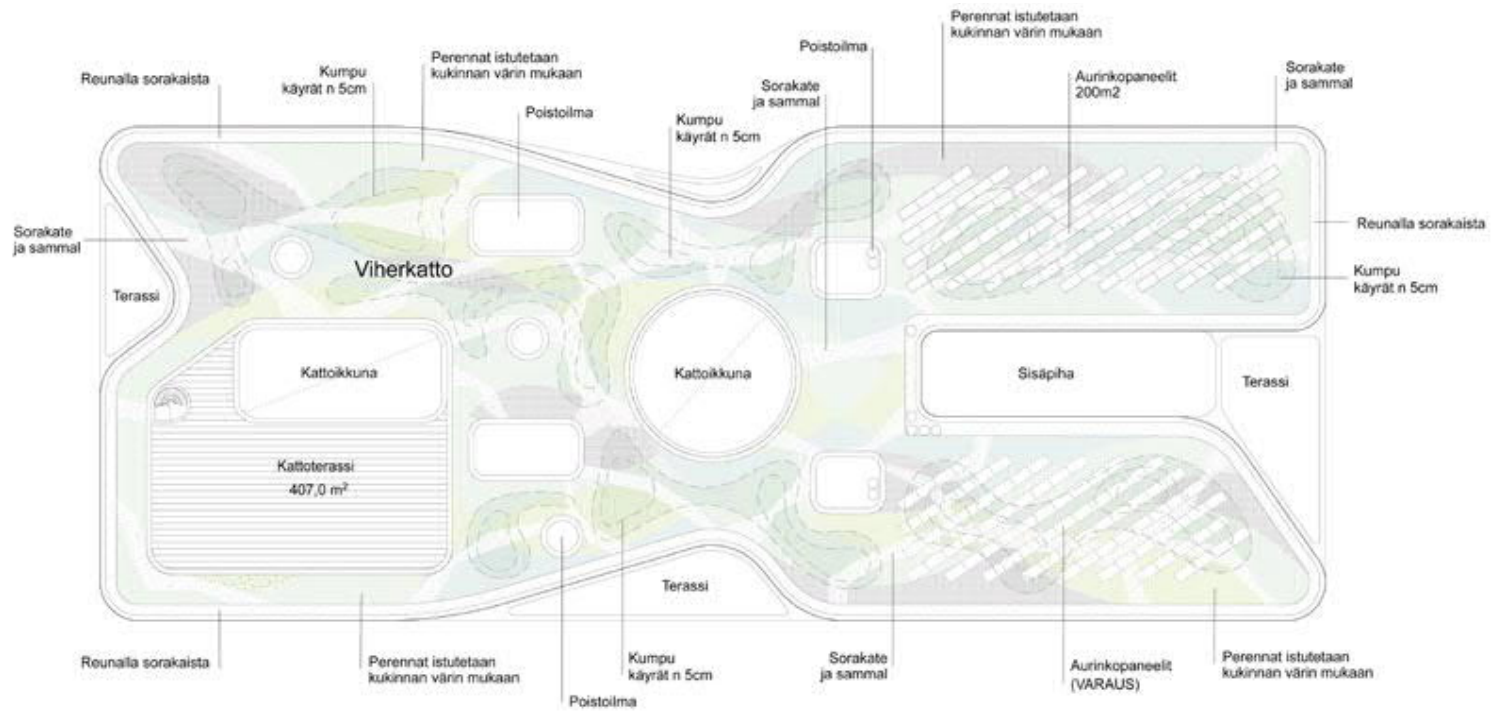 Perennat istutetaan
kukinnan värin mukaan
Poistoilma
Perennat istutetaan
kukinnan värin mukaan
Kumpu
käyrät n 5cm
Reunalla sorakaista
Aurinkopaneelit
200m2
Sorakate
ja sammal
Sorakate
ja sammal
Poistoilma
Kumpu
käyrät n 5cm
Sorakate
ja sammal
Reunalla sorakaista
Viherkatto
Kumpu
käyrät n 5cm
Terassi
Kattoikkuna
Kattoikkuna
Sisäpiha
Terassi
Kattoterassi
407,0 m²
Terassi
Reunalla sorakaista
Perennat istutetaan
kukinnan värin mukaan
Kumpu
käyrät n 5cm
Sorakate
ja sammal
Aurinkopaneelit
(VARAUS)
Perennat istutetaan
kukinnan värin mukaan
Poistoilma